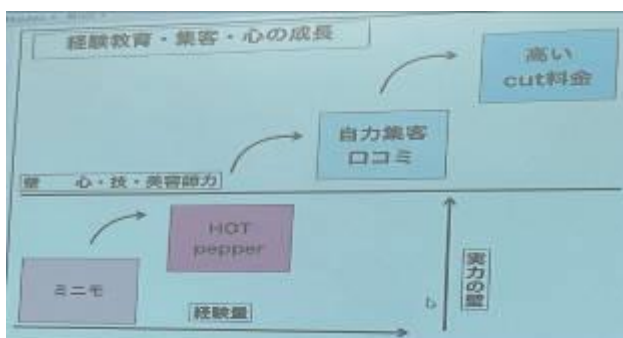 経験教育・集客・心の成長
高い
cut料金
自力集客
口コミ
壁 心・技・美容師力
HOT
pepper
ミニモ
実力の壁
経験量